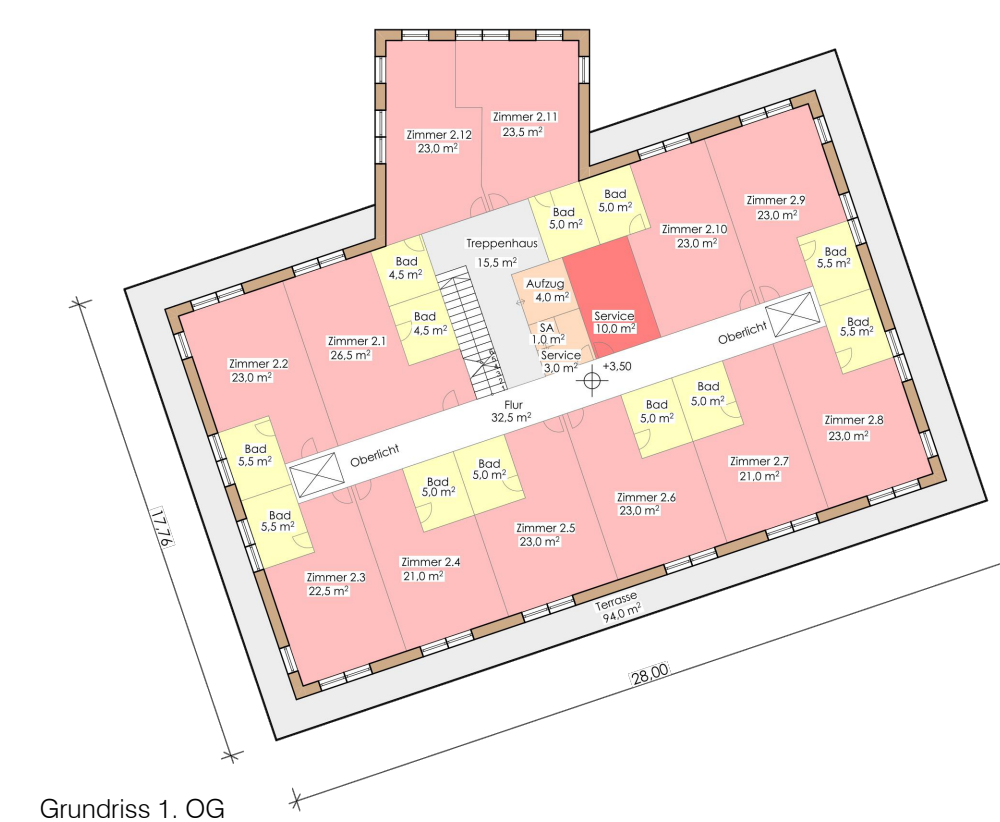 Zimmer 2.12
23,0 m²
Zimmer 2.11
23,5 m²
Bad
5,0 m²
Bad
5,0 m²
Zimmer 2.9
23,0 m²
Zimmer 2.10
23,0 m²
Treppenhaus
15,5 m²
Bad
4,5 m²
Bad
4,5 m²
Aufzug
4,0 m²
SA
1,0 m²
Service
3,0 m²
Service
10,0 m²
Bad
5,5 m²
Bad
5,5 m²
Oberlicht
+3,50
Zimmer 2.1
26,5 m²
Zimmer 2.2
23,0 m²
Flur
32,5 m²
Oberlicht
Bad
5,5 m²
Bad
5,5 m²
Bad
5,0 m²
Bad
5,0 m²
Bad
5,0 m²
Bad
5,0 m²
Zimmer 2.8
23,0 m²
Zimmer 2.7
21,0 m²
Zimmer 2.6
23,0 m²
Zimmer 2.5
23,0 m²
Zimmer 2.4
21,0 m²
Zimmer 2.3
22,5 m²
Terrasse
94,0 m²
17,76
28,00
Grundriss 1. OG